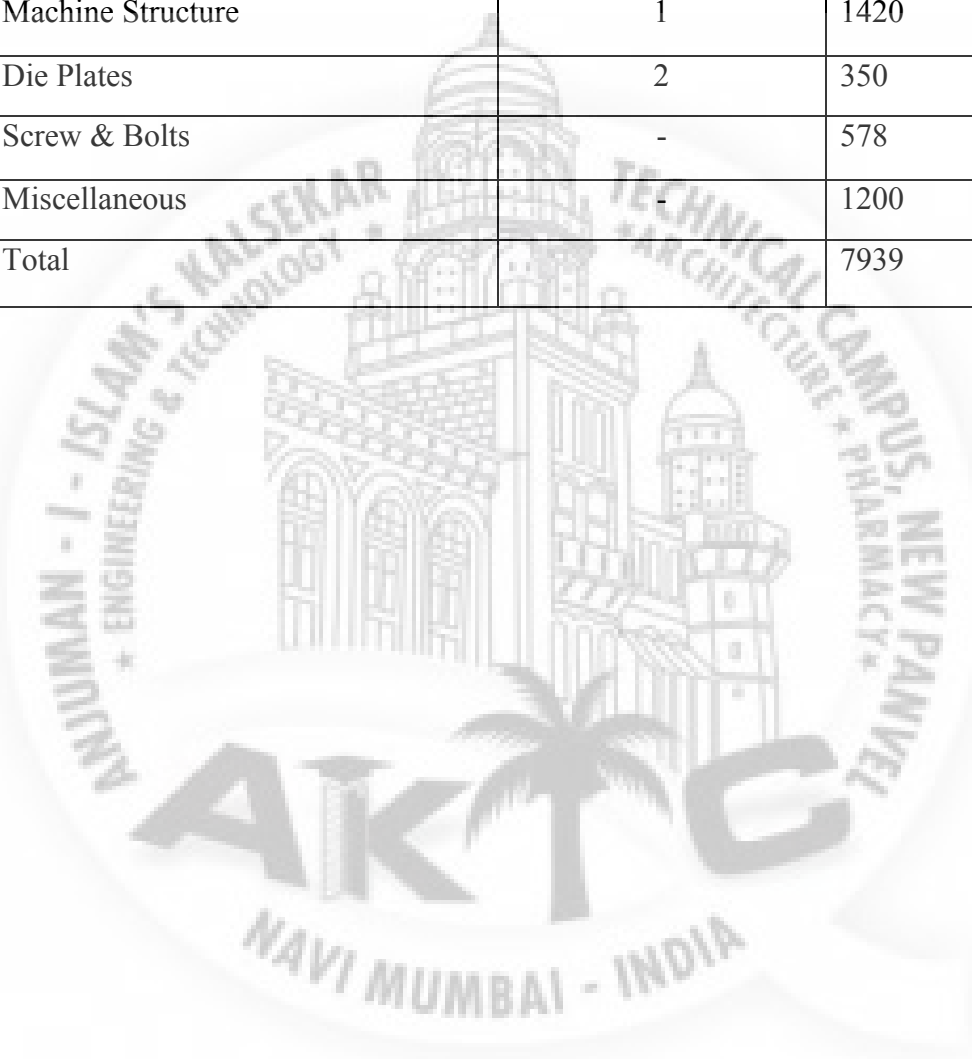 Machine Structure 1 1420
Die Plates 2 350
Screw & Bolts - 578
Miscellaneous - 1200
Total 7939
ANJUMAN - I - ISLAM'S KALSEKAR TECHNICAL CAMPUS, NEW PANVEL
* ENGINEERING & TECHNOLOGY * *ARCHITECTURE * PHARMACY*
AKTC
NAVI MUMBAI - INDIA